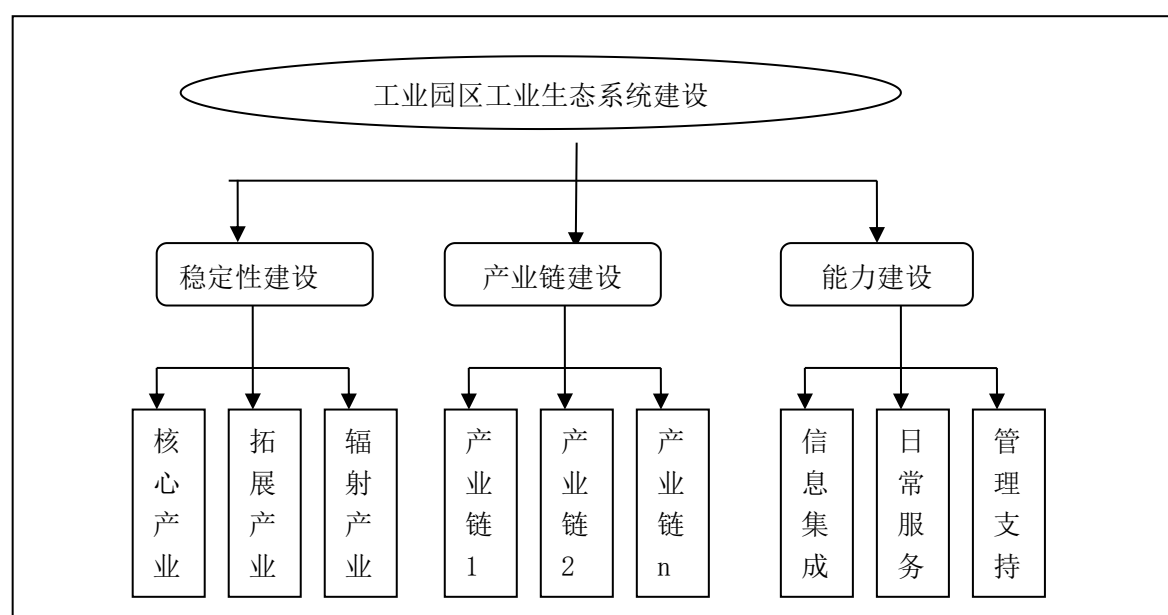 工业园区工业生态系统建设
稳定性建设
产业链建设
能力建设
核心产业
拓展产业
辐射产业
产业链1
产业链2
产业链n
信息集成
日常服务
管理支持